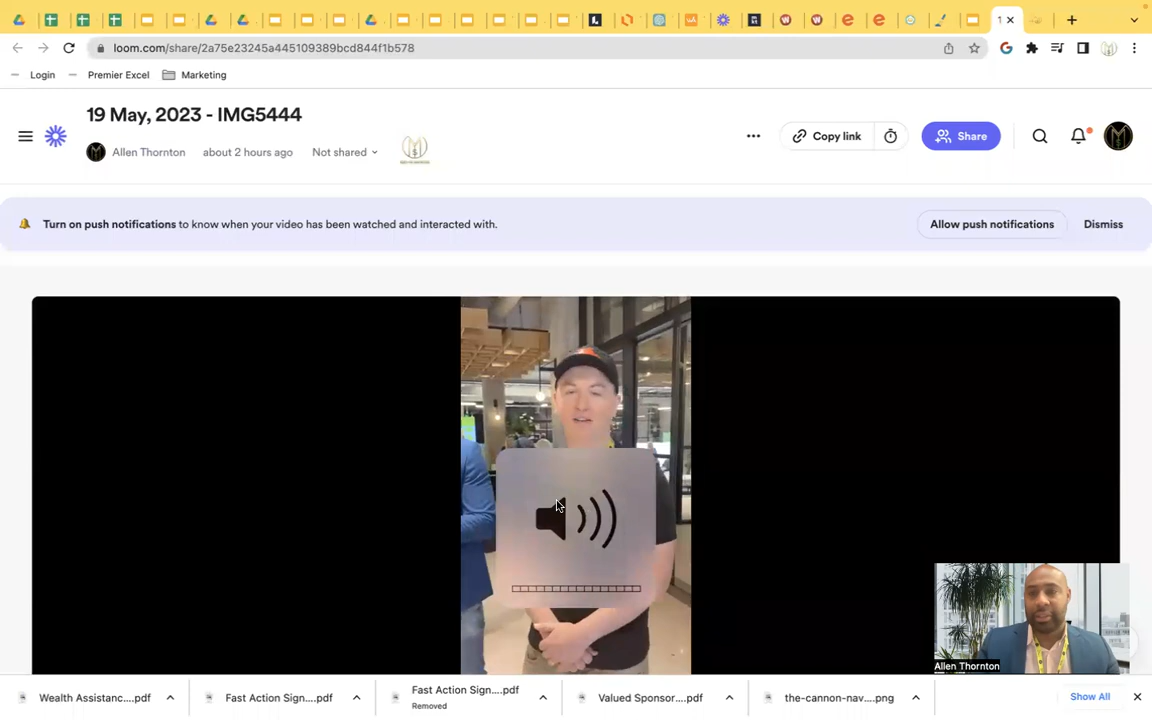 1
loom.com/share/2a75e23245a445109389bcd844f1b578
Login
Premier Excel
Marketing
19 May, 2023 - IMG5444
Allen Thornton
about 2 hours ago
Not shared
Copy link
Share
Turn on push notifications to know when your video has been watched and interacted with.
Allow push notifications
Dismiss
Allen Thornton
Wealth Assistanc....pdf
Fast Action Sign....pdf
Fast Action Sign....pdf
Removed
Valued Sponsor....pdf
the-cannon-nav....png
Show All